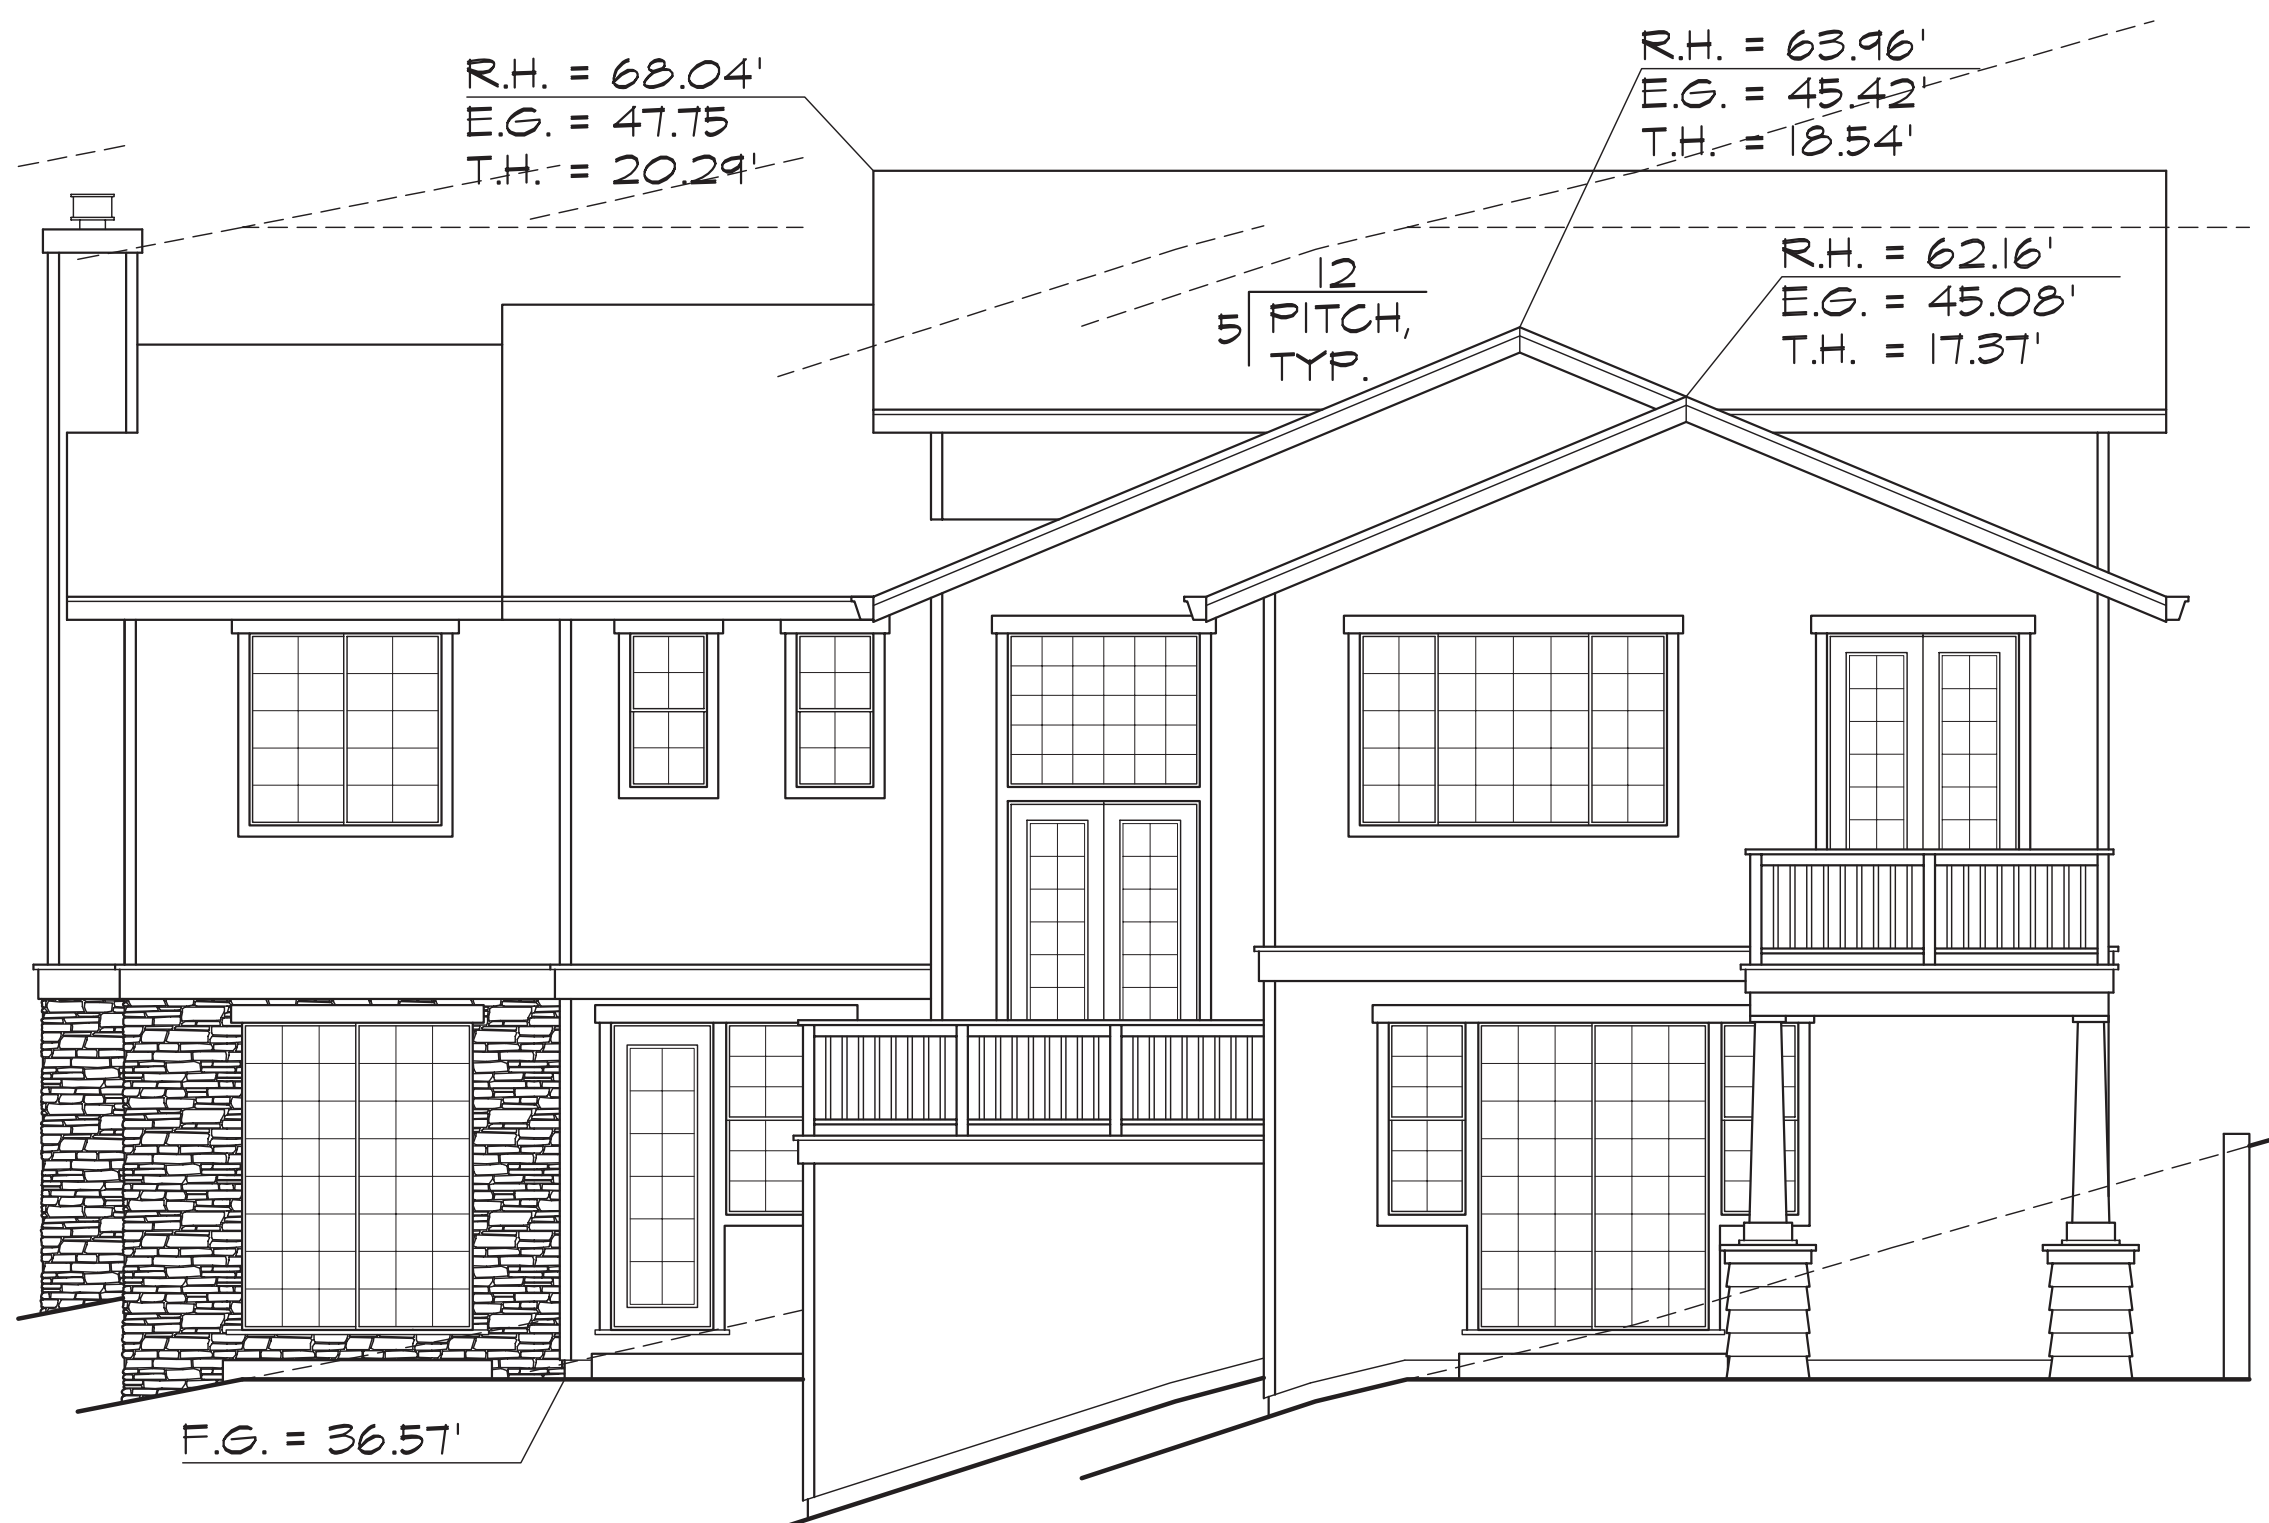 R.H. = 68.04'
E.G. = 47.75
T.H. = 20.29'
R.H. = 63.96'
E.G. = 45.42'
T.H. = 18.54'
R.H. = 62.16'
E.G. = 45.08'
T.H. = 17.37'
12
5 PITCH,
TYP.
F.G. = 36.57'